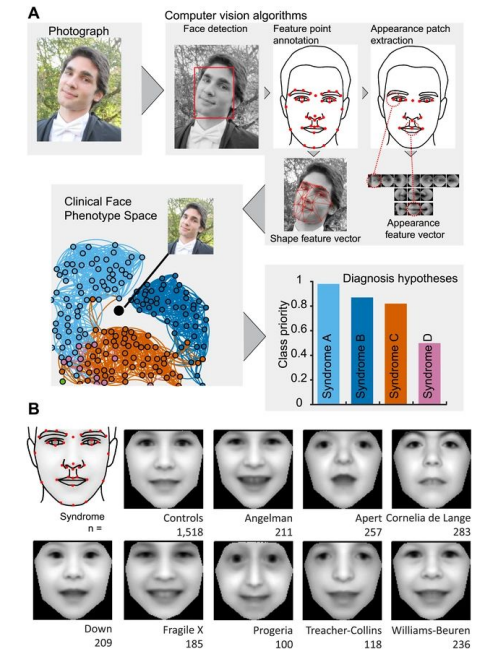 A
Computer vision algorithms
Photograph
Face detection
Feature point
annotation
Appearance patch
extraction
Shape feature vector
Appearance
feature vector
Clinical Face
Phenotype Space
Diagnosis hypotheses
Class priority
1
0.8
0.6
0.4
0.2
0
Syndrome A
Syndrome B
Syndrome C
Syndrome D
B
Syndrome
n =
Controls
1,518
Angelman
211
Apert
257
Cornelia de Lange
283
Down
209
Fragile X
185
Progeria
100
Treacher-Collins
118
Williams-Beuren
236